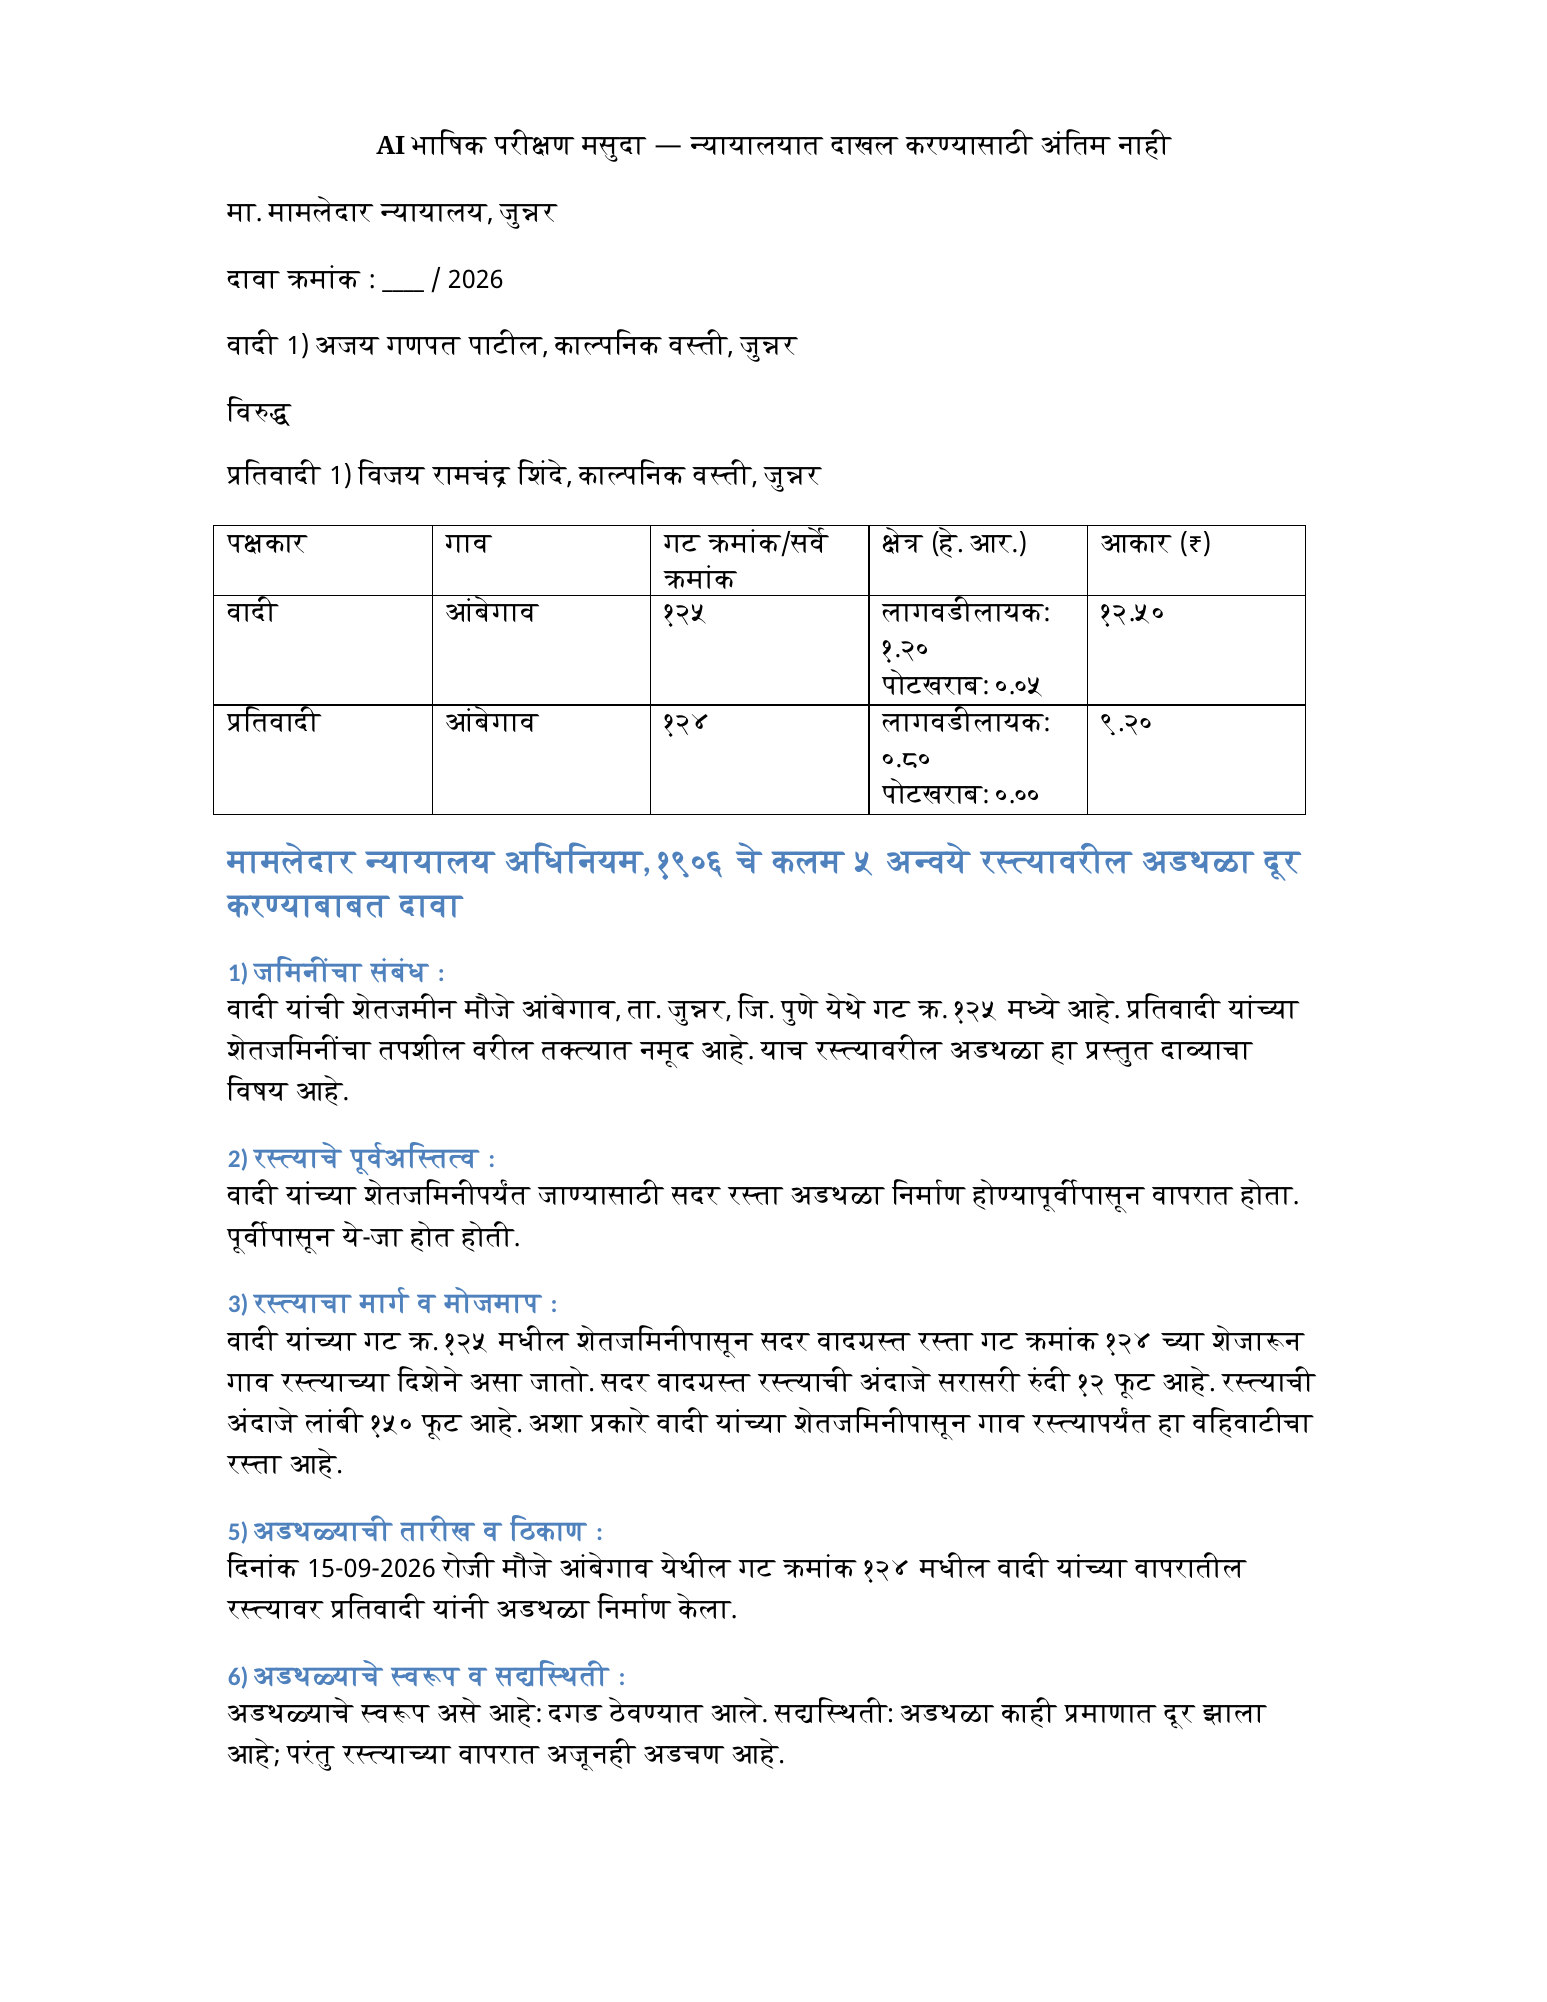 AI भाषिक परीक्षण मसुदा — न्यायालयात दाखल करण्यासाठी अंतिम नाही
मा. मामलेदार न्यायालय, जुन्नर
दावा क्रमांक : ____ / 2026
वादी 1) अजय गणपत पाटील, काल्पनिक वस्ती, जुन्नर
विरुद्ध
प्रतिवादी 1) विजय रामचंद्र शिंदे, काल्पनिक वस्ती, जुन्नर
पक्षकार गाव गट क्रमांक/सर्वे क्षेत्र (हे. आर.) आकार (₹)
क्रमांक
वादी आंबेगाव १२५ लागवडीलायक: १२.५०
१.२०
पोटखराब: ०.०५
प्रतिवादी आंबेगाव १२४ लागवडीलायक: ९.२०
०.८०
पोटखराब: ०.००
मामलेदार न्यायालय अधिनियम, १९०६ चे कलम ५ अन्वये रस्त्यावरील अडथळा दूर
करण्याबाबत दावा
1) जमिनींचा संबंध :
वादी यांची शेतजमीन मौजे आंबेगाव, ता. जुन्नर, जि. पुणे येथे गट क्र. १२५ मध्ये आहे. प्रतिवादी यांच्या
शेतजमिनींचा तपशील वरील तक्त्यात नमूद आहे. याच रस्त्यावरील अडथळा हा प्रस्तुत दाव्याचा
विषय आहे.
2) रस्त्याचे पूर्वअस्तित्व :
वादी यांच्या शेतजमिनीपर्यंत जाण्यासाठी सदर रस्ता अडथळा निर्माण होण्यापूर्वीपासून वापरात होता.
पूर्वीपासून ये-जा होत होती.
3) रस्त्याचा मार्ग व मोजमाप :
वादी यांच्या गट क्र. १२५ मधील शेतजमिनीपासून सदर वादग्रस्त रस्ता गट क्रमांक १२४ च्या शेजारून
गाव रस्त्याच्या दिशेने असा जातो. सदर वादग्रस्त रस्त्याची अंदाजे सरासरी रुंदी १२ फूट आहे. रस्त्याची
अंदाजे लांबी १५० फूट आहे. अशा प्रकारे वादी यांच्या शेतजमिनीपासून गाव रस्त्यापर्यंत हा वहिवाटीचा
रस्ता आहे.
5) अडथळ्याची तारीख व ठिकाण :
दिनांक 15-09-2026 रोजी मौजे आंबेगाव येथील गट क्रमांक १२४ मधील वादी यांच्या वापरातील
रस्त्यावर प्रतिवादी यांनी अडथळा निर्माण केला.
6) अडथळ्याचे स्वरूप व सद्यस्थिती :
अडथळ्याचे स्वरूप असे आहे: दगड ठेवण्यात आले. सद्यस्थिती: अडथळा काही प्रमाणात दूर झाला
आहे; परंतु रस्त्याच्या वापरात अजूनही अडचण आहे.